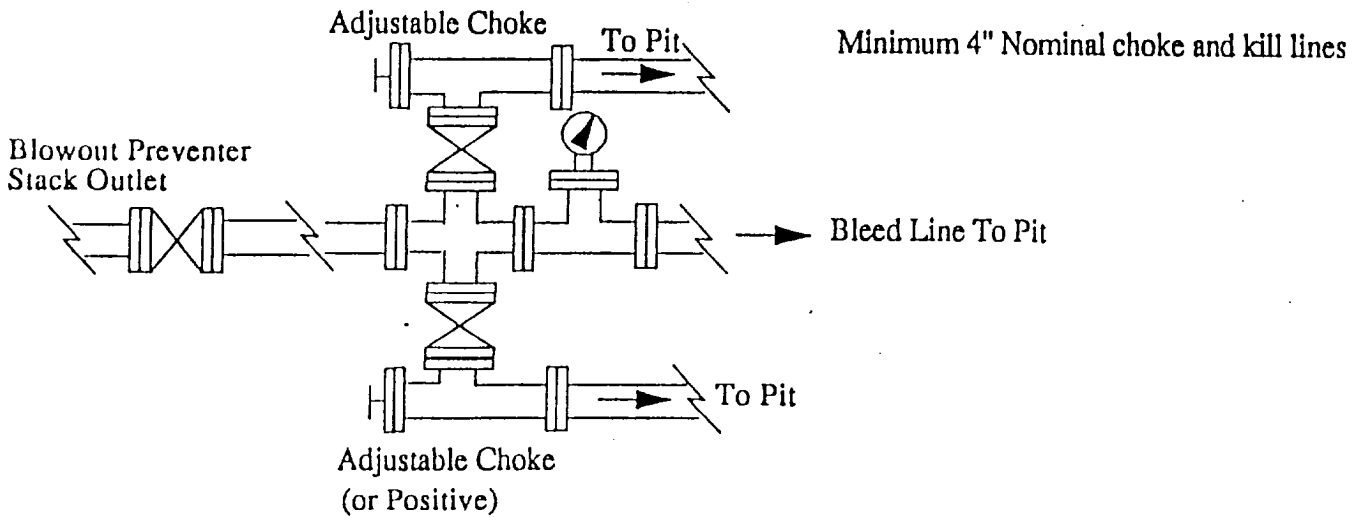 Adjustable Choke
To Pit
Minimum 4" Nominal choke and kill lines
Blowout Preventer
Stack Outlet
Bleed Line To Pit
To Pit
Adjustable Choke
(or Positive)